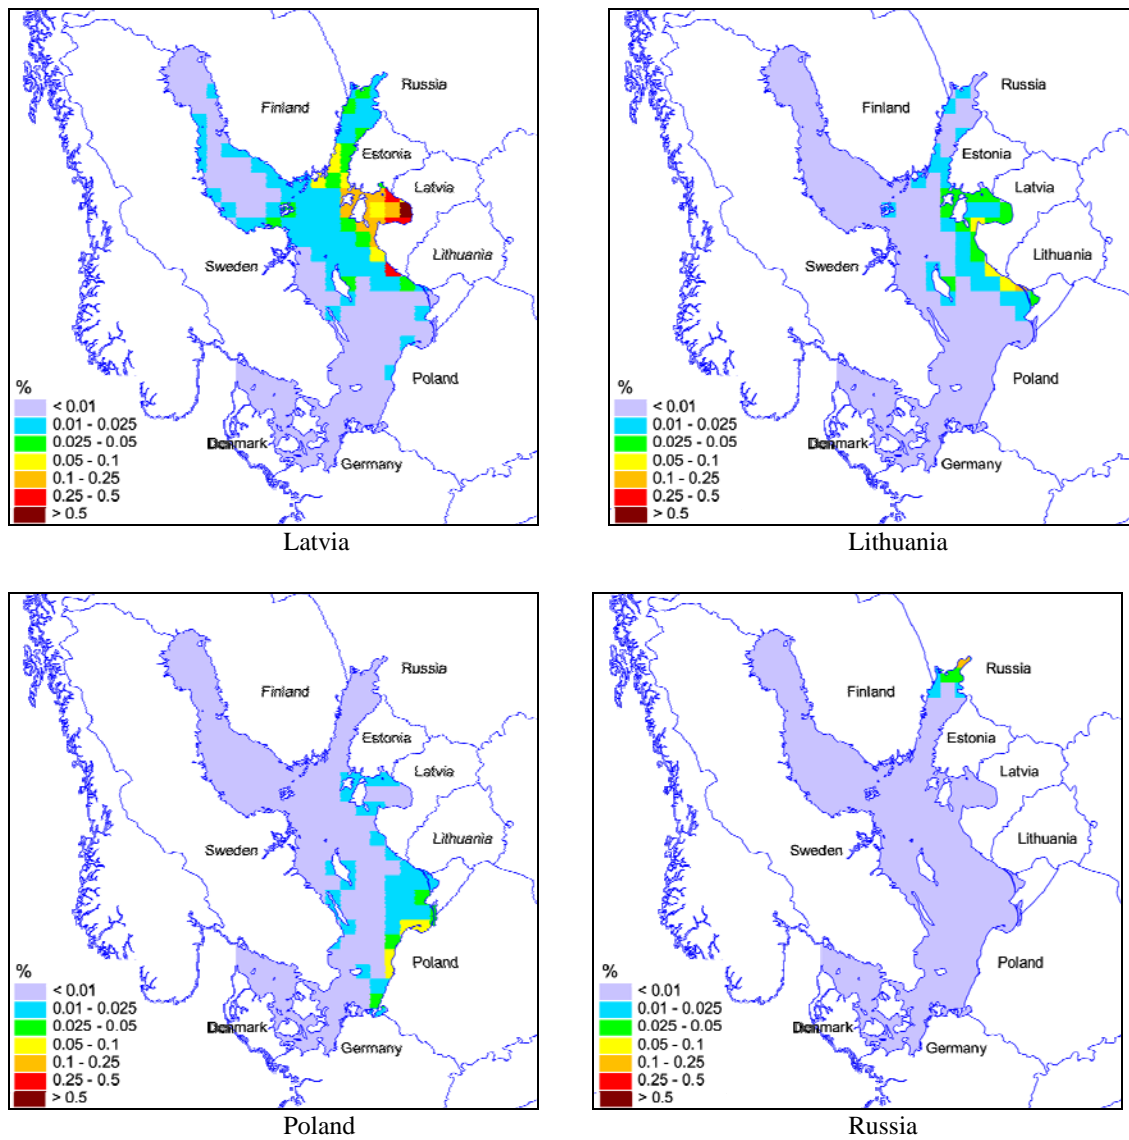 Russia
Finland
Estonia
Latvia
Lithuania
Sweden
Poland
Denmark
Germany
%
< 0.01
0.01 - 0.025
0.025 - 0.05
0.05 - 0.1
0.1 - 0.25
0.25 - 0.5
> 0.5
Latvia
Russia
Finland
Estonia
Latvia
Lithuania
Sweden
Poland
Denmark
Germany
%
< 0.01
0.01 - 0.025
0.025 - 0.05
0.05 - 0.1
0.1 - 0.25
0.25 - 0.5
> 0.5
Lithuania
Russia
Finland
Estonia
Latvia
Lithuania
Sweden
Poland
Denmark
Germany
%
< 0.01
0.01 - 0.025
0.025 - 0.05
0.05 - 0.1
0.1 - 0.25
0.25 - 0.5
> 0.5
Poland
Russia
Finland
Estonia
Latvia
Lithuania
Sweden
Poland
Denmark
Germany
%
< 0.01
0.01 - 0.025
0.025 - 0.05
0.05 - 0.1
0.1 - 0.25
0.25 - 0.5
> 0.5
Russia